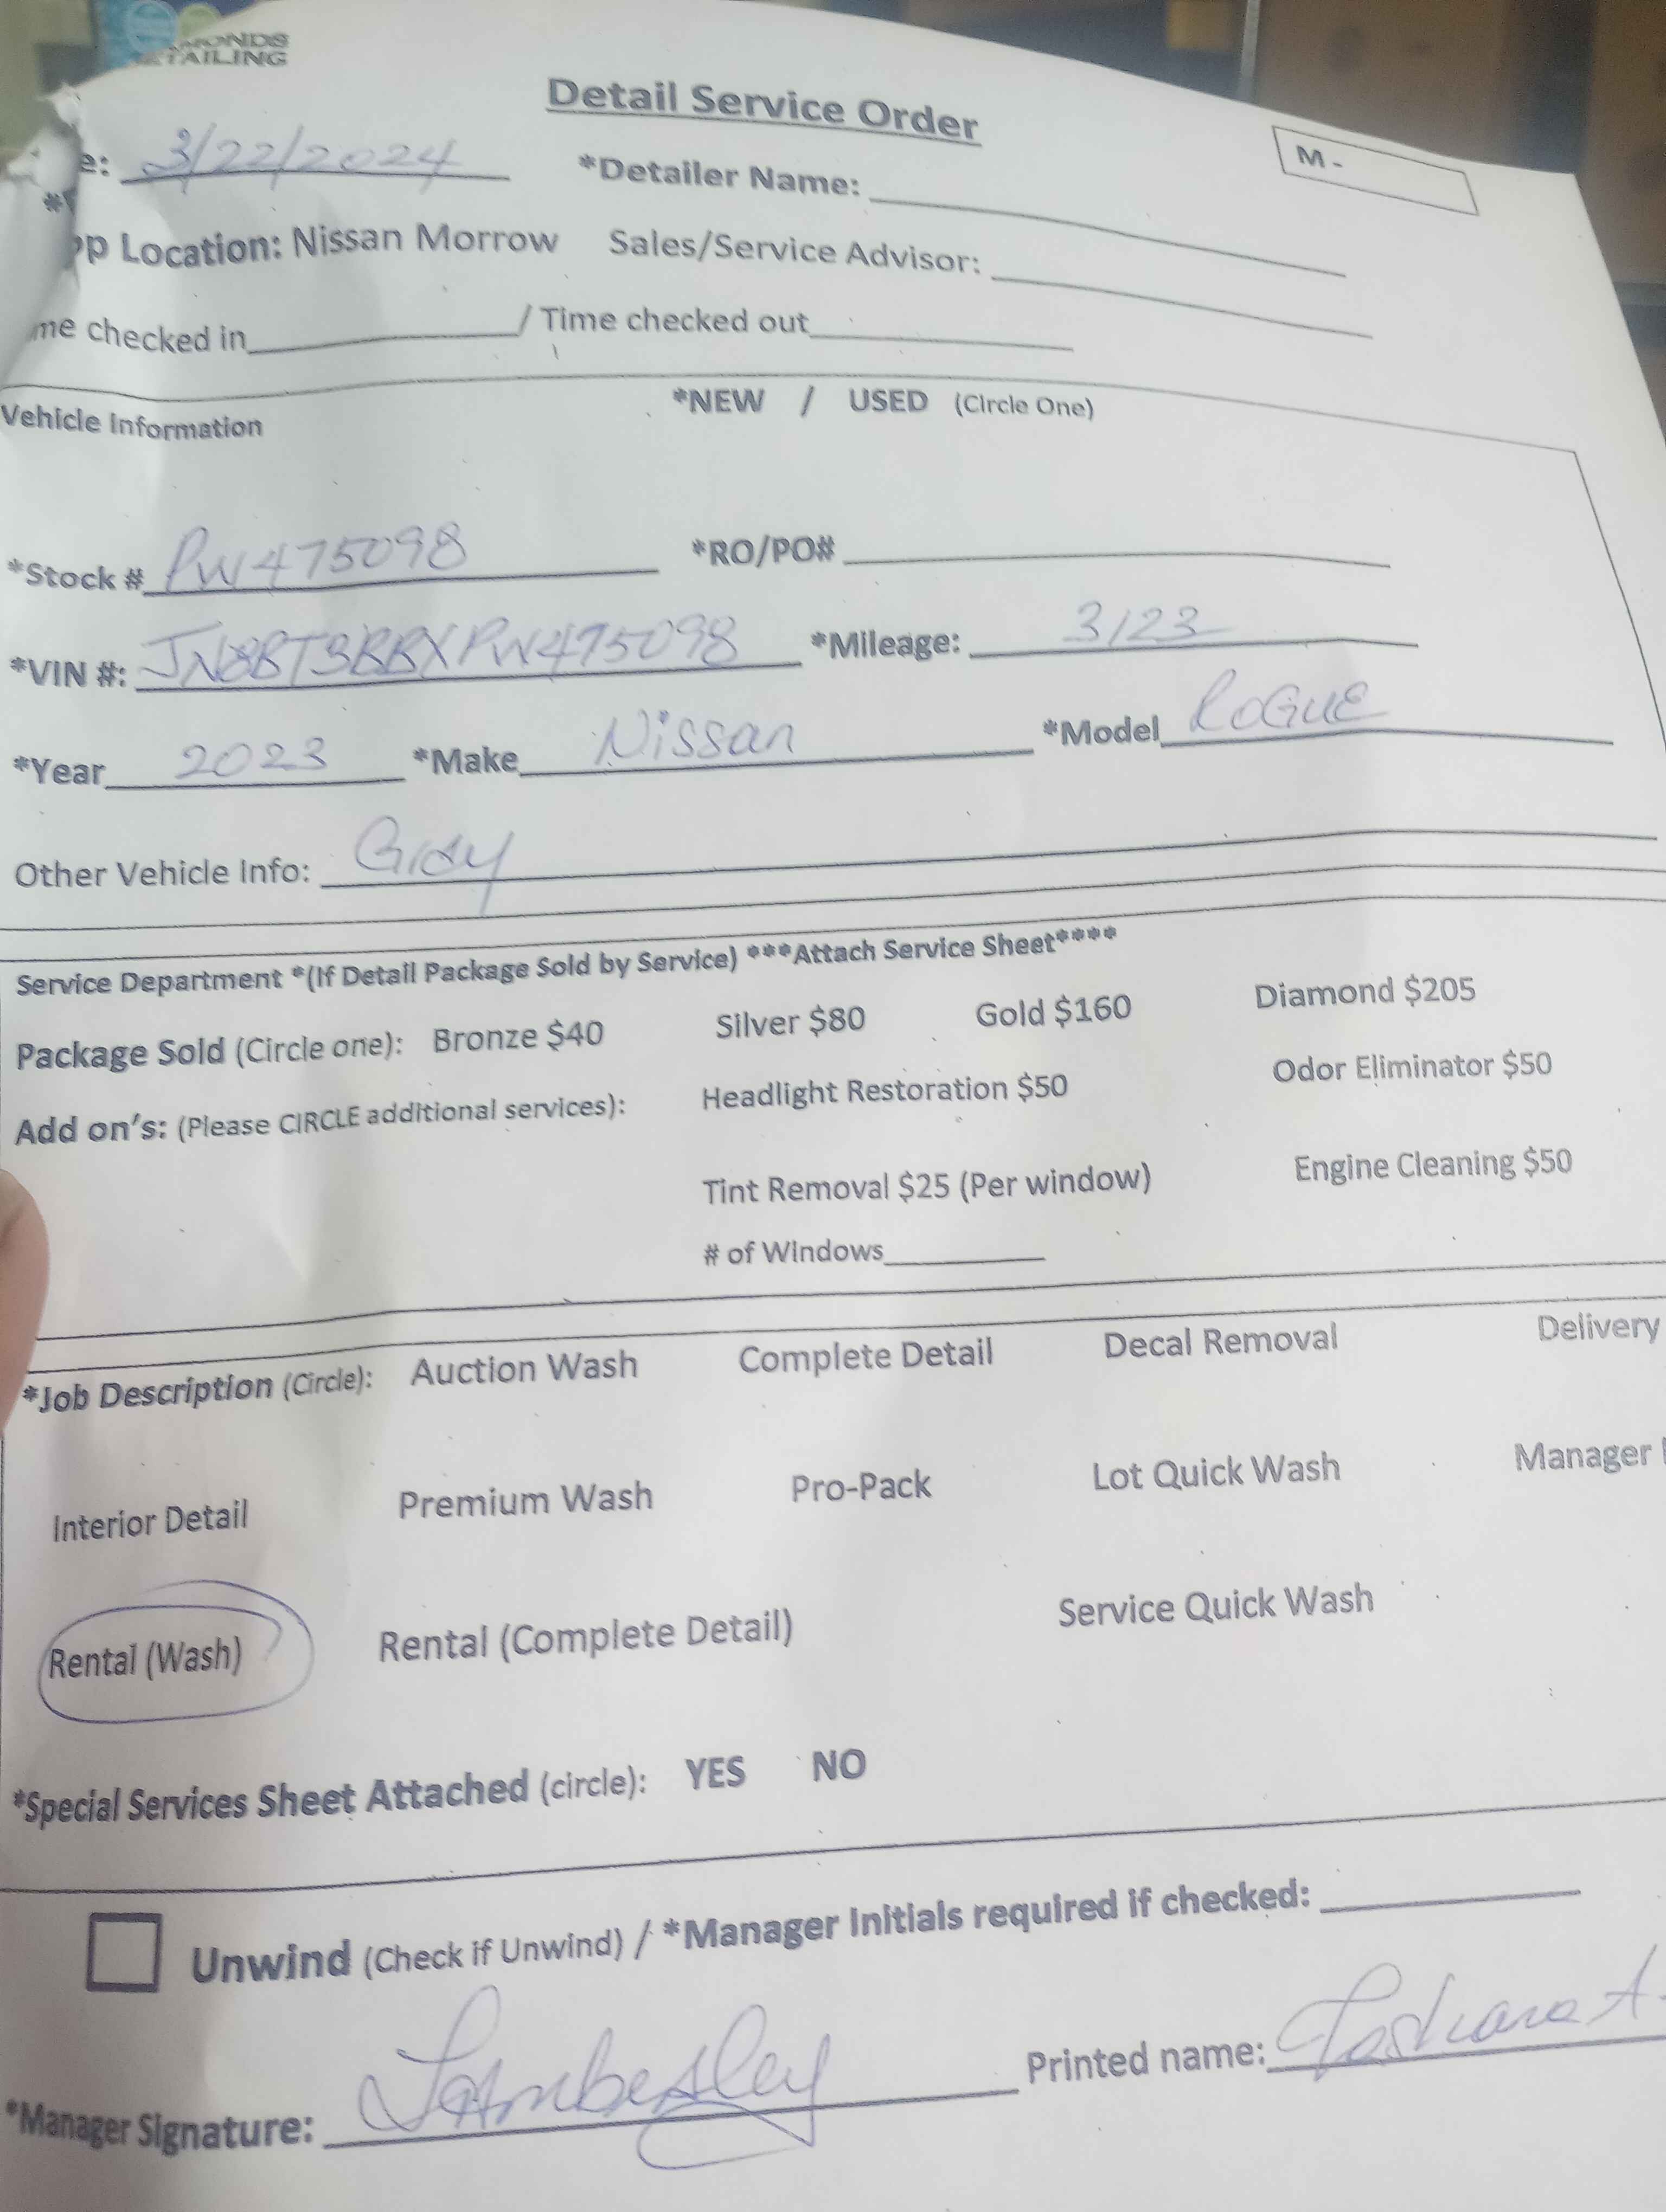 ONDS
TAILING
Detail Service Order
M -
e: 3/22/2024 *Detailer Name:
pp Location: Nissan Morrow Sales/Service Advisor:
me checked in / Time checked out
Vehicle Information *NEW / USED (Circle One)
*Stock # PW475098 *RO/PO#
*VIN #: JN8BT3BBXPW475098 *Mileage: 3123
*Year 2023 *Make Nissan *Model ROGUE
Other Vehicle Info: Gray
Service Department *(If Detail Package Sold by Service) ***Attach Service Sheet****
Package Sold (Circle one): Bronze $40 Silver $80 Gold $160 Diamond $205
Add on's: (Please CIRCLE additional services): Headlight Restoration $50 Odor Eliminator $50
Tint Removal $25 (Per window) Engine Cleaning $50
# of Windows
*Job Description (Circle): Auction Wash Complete Detail Decal Removal Delivery
Interior Detail Premium Wash Pro-Pack Lot Quick Wash Manager
Rental (Wash) Rental (Complete Detail) Service Quick Wash
*Special Services Sheet Attached (circle): YES NO
Unwind (Check if Unwind) / *Manager Initials required if checked:
*Manager Signature: Printed name: